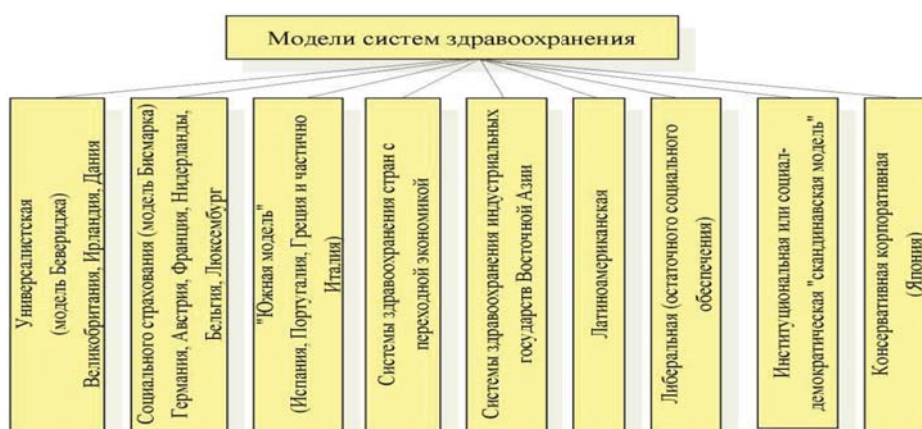 Модели систем здравоохранения
Универсалистская
(модель Бевериджа)
Великобритания, Ирландия, Дания
Социального страхования (модель Бисмарка)
Германия, Австрия, Франция, Нидерланды,
Бельгия, Люксембург
"Южная модель"
(Испания, Португалия, Греция и частично
Италия)
Системы здравоохранения стран с
переходной экономикой
Системы здравоохранения индустриальных
государств Восточной Азии
Латиноамериканская
Либеральная (остаточного социального
обеспечения)
Институциональная или социал-
демократическая "скандинавская модель"
Консервативная корпоративная
(Япония)